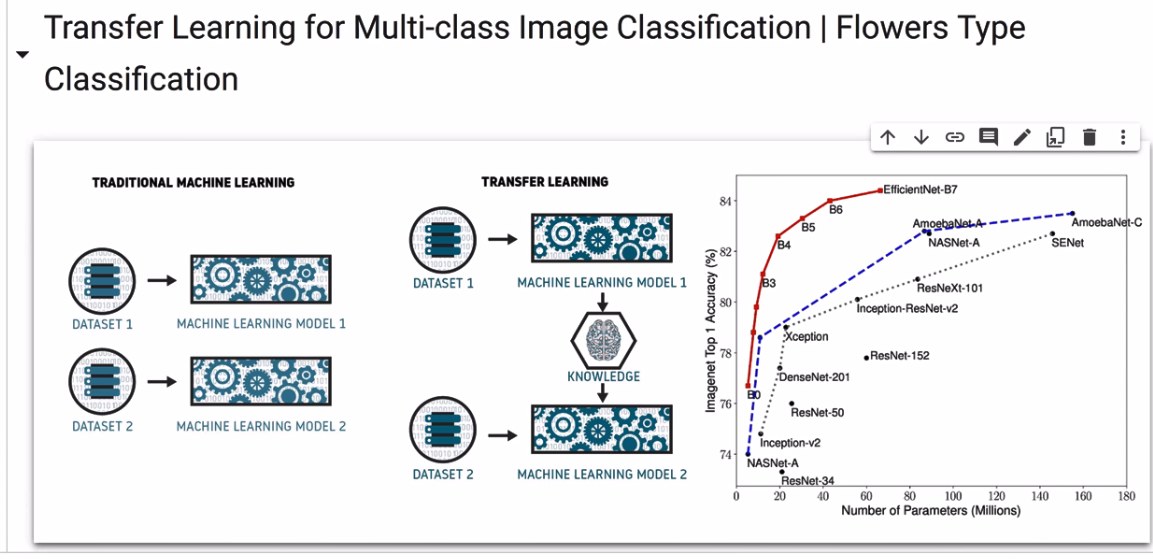 Transfer Learning for Multi-class Image Classification | Flowers Type
Classification
TRADITIONAL MACHINE LEARNING
DATASET 1
MACHINE LEARNING MODEL 1
DATASET 2
MACHINE LEARNING MODEL 2
TRANSFER LEARNING
DATASET 1
MACHINE LEARNING MODEL 1
KNOWLEDGE
DATASET 2
MACHINE LEARNING MODEL 2
Imagenet Top 1 Accuracy (%)
84
82
80
78
76
74
EfficientNet-B7
B6
B5
B4
B3
B0
AmoebaNet-A
AmoebaNet-C
NASNet-A
SENet
ResNeXt-101
Inception-ResNet-v2
Xception
ResNet-152
DenseNet-201
ResNet-50
Inception-v2
NASNet-A
ResNet-34
0 20 40 60 80 100 120 140 160 180
Number of Parameters (Millions)